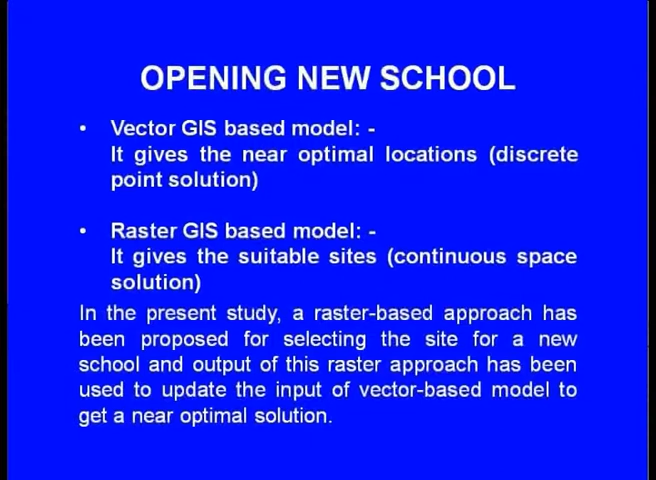 OPENING NEW SCHOOL
• Vector GIS based model: -
It gives the near optimal locations (discrete
point solution)
• Raster GIS based model: -
It gives the suitable sites (continuous space
solution)
In the present study, a raster-based approach has
been proposed for selecting the site for a new
school and output of this raster approach has been
used to update the input of vector-based model to
get a near optimal solution.